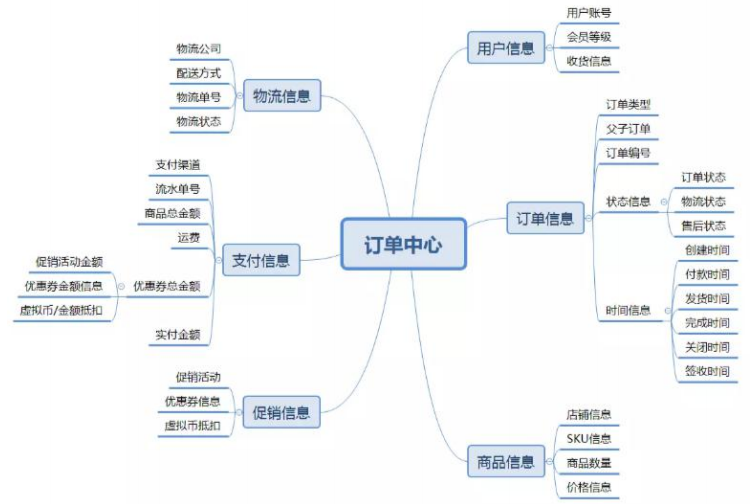 订单中心
用户信息
用户账号
会员等级
收货信息
订单信息
订单类型
父子订单
订单编号
状态信息
订单状态
物流状态
售后状态
时间信息
创建时间
付款时间
发货时间
完成时间
关闭时间
签收时间
商品信息
店铺信息
SKU信息
商品数量
价格信息
物流信息
物流公司
配送方式
物流单号
物流状态
支付信息
支付渠道
流水单号
商品总金额
运费
优惠券总金额
促销活动金额
优惠券金额信息
虚拟币/金额抵扣
实付金额
促销信息
促销活动
优惠券信息
虚拟币抵扣